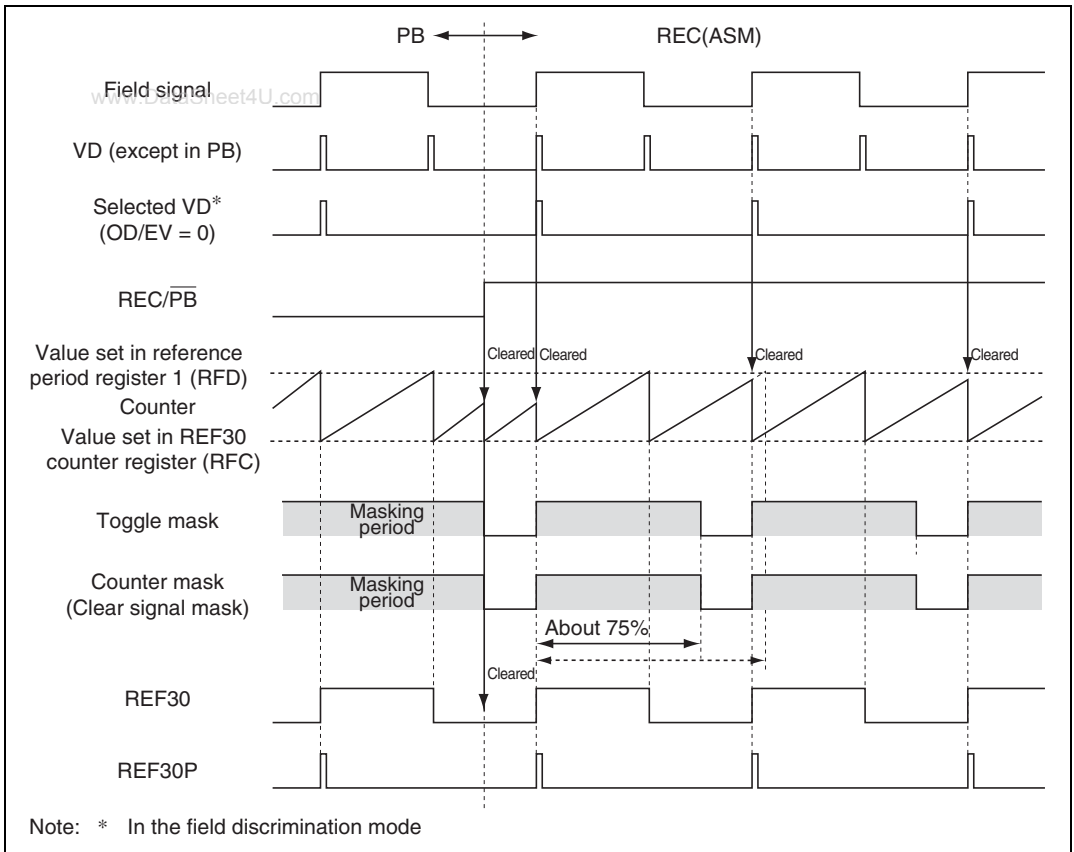 PB REC(ASM)
Field signal
www.DataSheet4U.com
VD (except in PB)
Selected VD*
(OD/EV = 0)
REC/PB
Value set in reference
period register 1 (RFD)
Cleared Cleared Cleared Cleared
Counter
Value set in REF30
counter register (RFC)
Toggle mask
Masking
period
Counter mask
(Clear signal mask)
Masking
period
About 75%
Cleared
REF30
REF30P
Note: * In the field discrimination mode